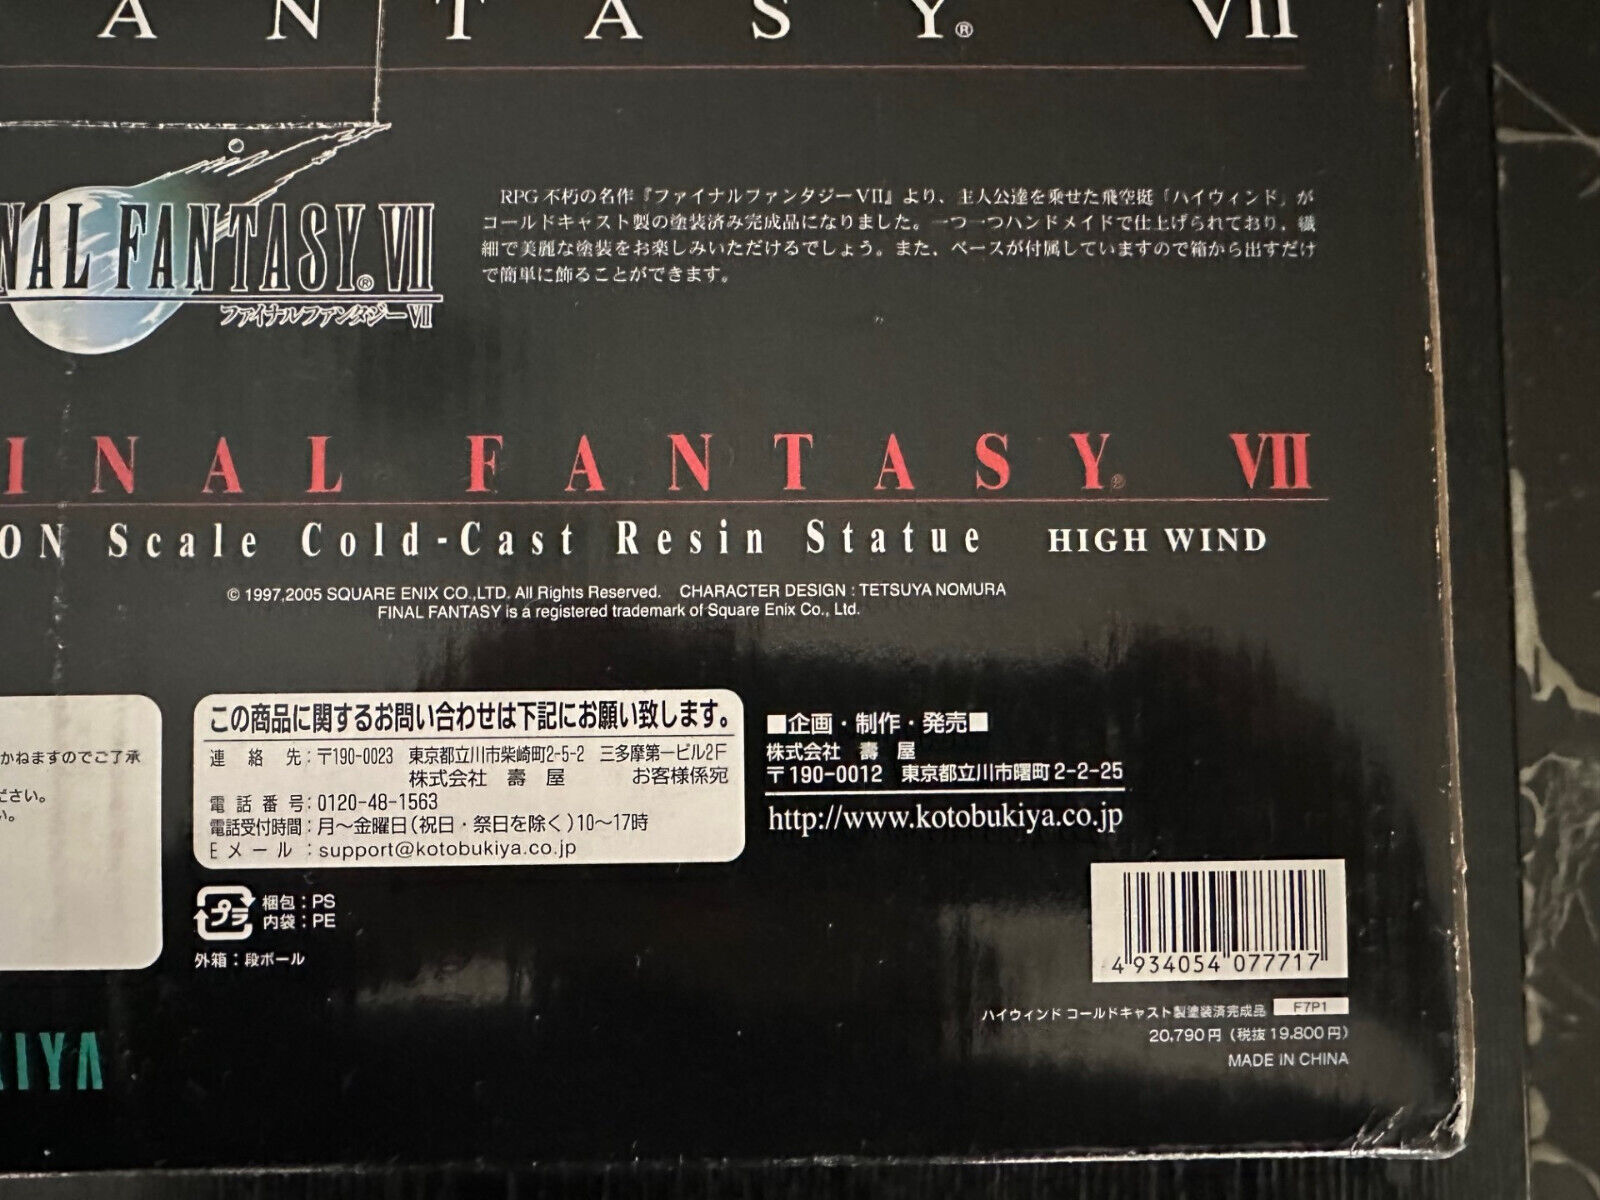 ANTASY® VII
NAL FANTASY® VII
ファイナルファンタジーVII
RPG 不朽の名作『ファイナルファンタジーVII』より、主人公達を乗せた飛空挺「ハイウィンド」が
コールドキャスト製の塗装済み完成品になりました。一つ一つハンドメイドで仕上げられており、繊
細で美麗な塗装をお楽しみいただけるでしょう。また、ベースが付属していますので箱から出すだけ
で簡単に飾ることができます。
INAL FANTASY® VII
ON Scale Cold-Cast Resin Statue HIGH WIND
© 1997,2005 SQUARE ENIX CO.,LTD. All Rights Reserved. CHARACTER DESIGN : TETSUYA NOMURA
FINAL FANTASY is a registered trademark of Square Enix Co., Ltd.
かねますのでご了承
ださい。
い。
この商品に関するお問い合わせは下記にお願い致します。
連絡先:〒190-0023 東京都立川市柴崎町2-5-2 三多摩第一ビル2F
株式会社 壽屋 お客様係宛
電話番号:0120-48-1563
電話受付時間:月〜金曜日(祝日・祭日を除く)10〜17時
Eメール:support@kotobukiya.co.jp
■企画・制作・発売■
株式会社 壽屋
〒190-0012 東京都立川市曙町2-2-25
http://www.kotobukiya.co.jp
プラ
梱包:PS
内袋:PE
外箱:段ボール
4 934054 077717
ハイウィンド コールドキャスト製塗装済完成品 F7P1
20,790円(税抜19,800円)
MADE IN CHINA
KIYA